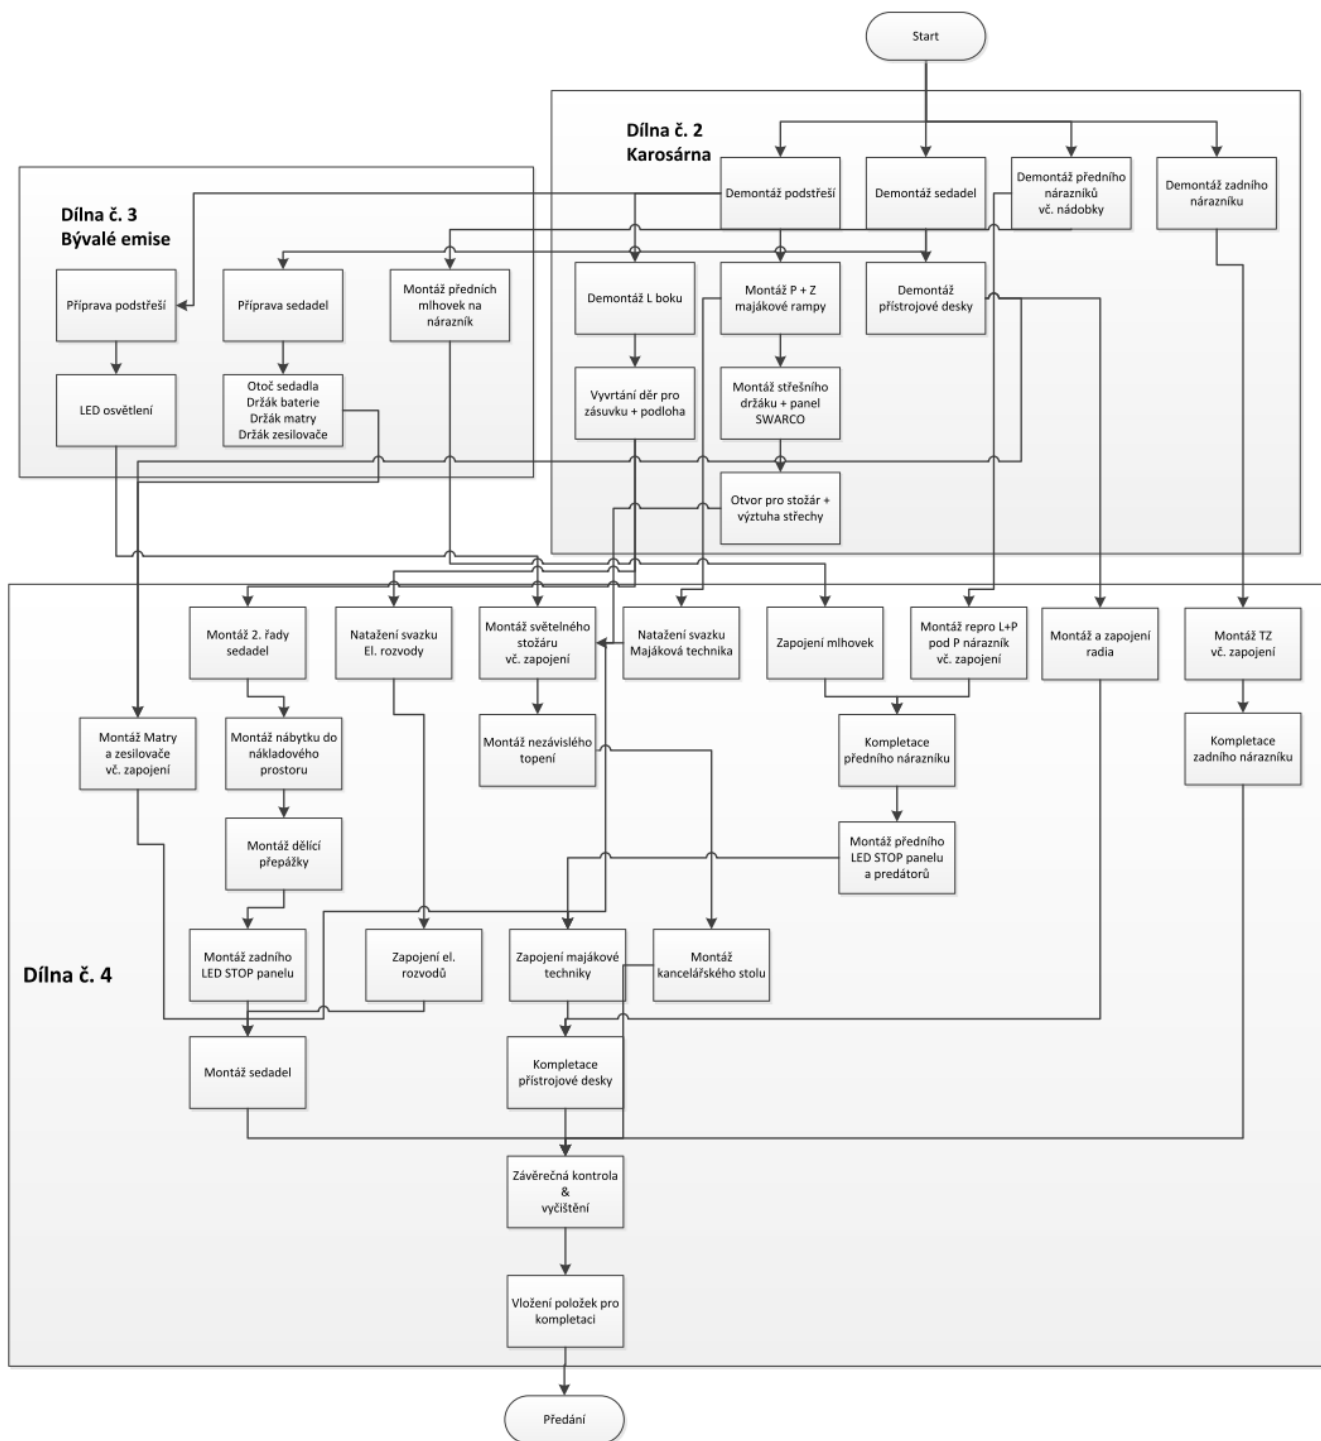 Start
Dílna č. 2
Karosárna
Demontáž podstřeší
Demontáž sedadel
Demontáž předního
nárazníků
vč. nádobky
Demontáž zadního
nárazníku
Dílna č. 3
Bývalé emise
Příprava podstřeší
Příprava sedadel
Montáž předních
mlhovek na
nárazník
Demontáž L boku
Montáž P + Z
majákové rampy
Demontáž
přístrojové desky
LED osvětlení
Otoč sedadla
Držák baterie
Držák matry
Držák zesilovače
Vyvrtání děr pro
zásuvku + podloha
Montáž střešního
držáku + panel
SWARCO
Otvor pro stožár +
výztuha střechy
Montáž 2. řady
sedadel
Natažení svazku
El. rozvody
Montáž světelného
stožáru
vč. zapojení
Natažení svazku
Majáková technika
Zapojení mlhovek
Montáž repro L+P
pod P nárazník
vč. zapojení
Montáž a zapojení
radia
Montáž TZ
vč. zapojení
Montáž Matry
a zesilovače
vč. zapojení
Montáž nábytku do
nákladového
prostoru
Montáž nezávislého
topení
Kompletace
předního nárazníku
Kompletace
zadního nárazníku
Montáž dělící
přepážky
Montáž předního
LED STOP panelu
a predátorů
Dílna č. 4
Montáž zadního
LED STOP panelu
Zapojení el.
rozvodů
Zapojení majákové
techniky
Montáž
kancelářského stolu
Montáž sedadel
Kompletace
přístrojové desky
Závěrečná kontrola
&
vyčištění
Vložení položek pro
kompletaci
Předání